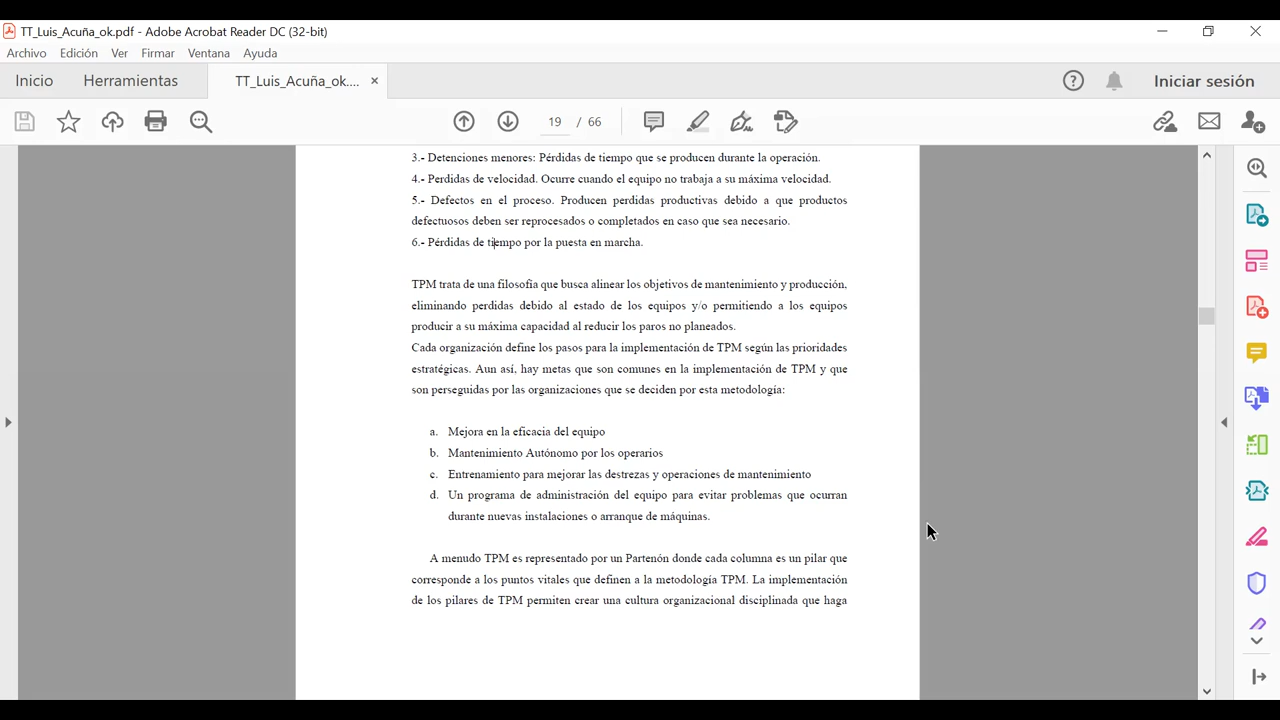 TT_Luis_Acuña_ok.pdf - Adobe Acrobat Reader DC (32-bit)
Archivo Edición Ver Firmar Ventana Ayuda
Inicio Herramientas TT_Luis_Acuña_ok.... × Iniciar sesión
19 / 66
3.- Detenciones menores: Pérdidas de tiempo que se producen durante la operación.
4.- Perdidas de velocidad. Ocurre cuando el equipo no trabaja a su máxima velocidad.
5.- Defectos en el proceso. Producen perdidas productivas debido a que productos
defectuosos deben ser reprocesados o completados en caso que sea necesario.
6.- Pérdidas de tiempo por la puesta en marcha.
TPM trata de una filosofía que busca alinear los objetivos de mantenimiento y producción,
eliminando perdidas debido al estado de los equipos y/o permitiendo a los equipos
producir a su máxima capacidad al reducir los paros no planeados.
Cada organización define los pasos para la implementación de TPM según las prioridades
estratégicas. Aun así, hay metas que son comunes en la implementación de TPM y que
son perseguidas por las organizaciones que se deciden por esta metodología:
a. Mejora en la eficacia del equipo
b. Mantenimiento Autónomo por los operarios
c. Entrenamiento para mejorar las destrezas y operaciones de mantenimiento
d. Un programa de administración del equipo para evitar problemas que ocurran
durante nuevas instalaciones o arranque de máquinas.
A menudo TPM es representado por un Partenón donde cada columna es un pilar que
corresponde a los puntos vitales que definen a la metodología TPM. La implementación
de los pilares de TPM permiten crear una cultura organizacional disciplinada que haga